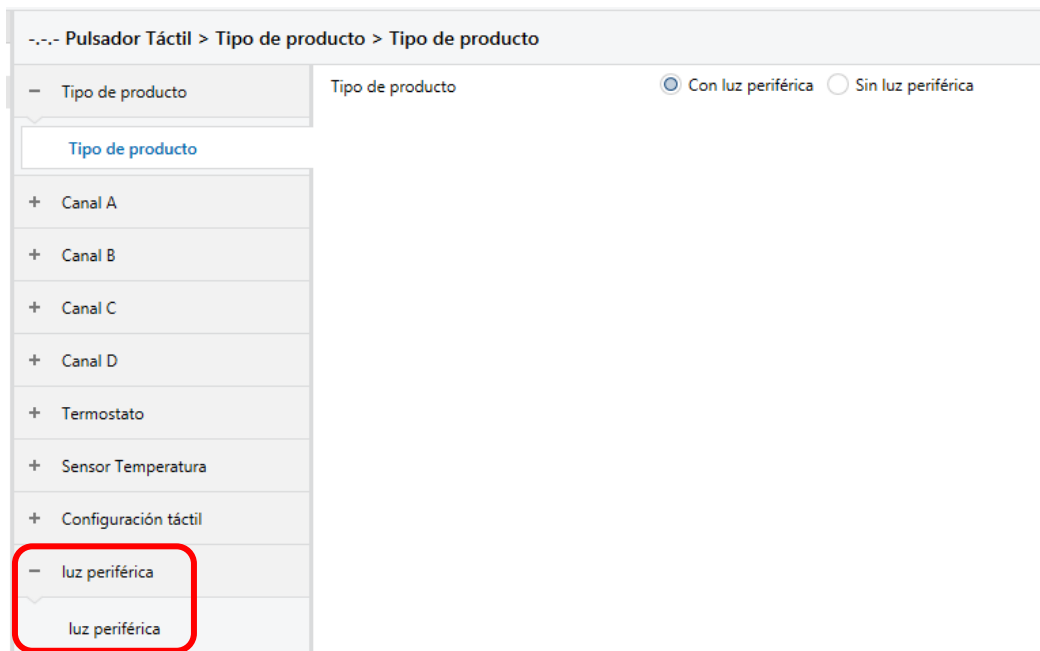 -.-.- Pulsador Táctil > Tipo de producto > Tipo de producto
− Tipo de producto
Tipo de producto Con luz periférica Sin luz periférica
Tipo de producto
+ Canal A
+ Canal B
+ Canal C
+ Canal D
+ Termostato
+ Sensor Temperatura
+ Configuración táctil
− luz periférica
luz periférica